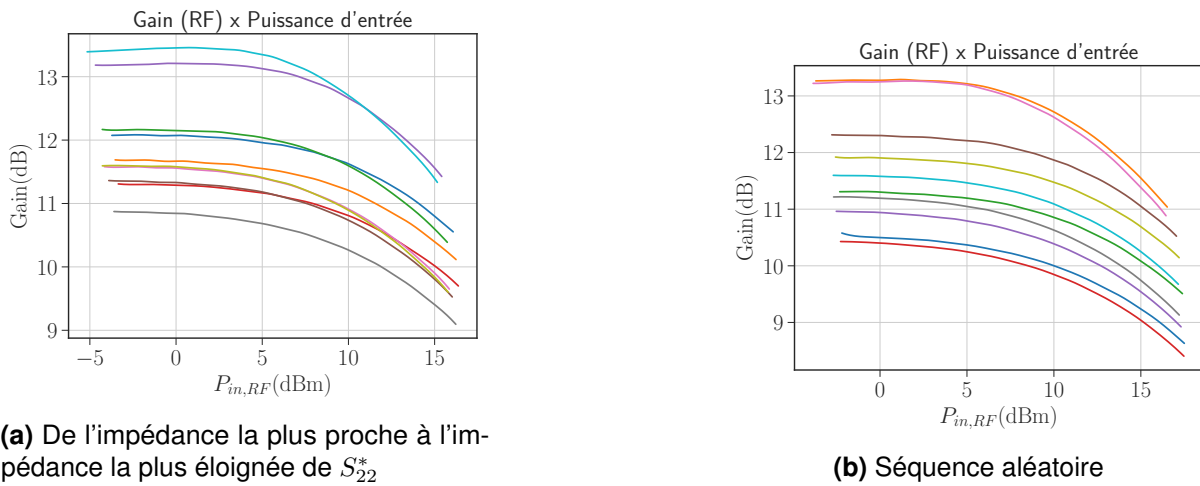 Gain (RF) x Puissance d'entrée
13
12
11
10
9
Gain(dB)
−5
0
5
10
15
P_{in,RF}(dBm)
(a) De l'impédance la plus proche à l'im-
pédance la plus éloignée de S_{22}^*
Gain (RF) x Puissance d'entrée
13
12
11
10
9
Gain(dB)
0
5
10
15
P_{in,RF}(dBm)
(b) Séquence aléatoire